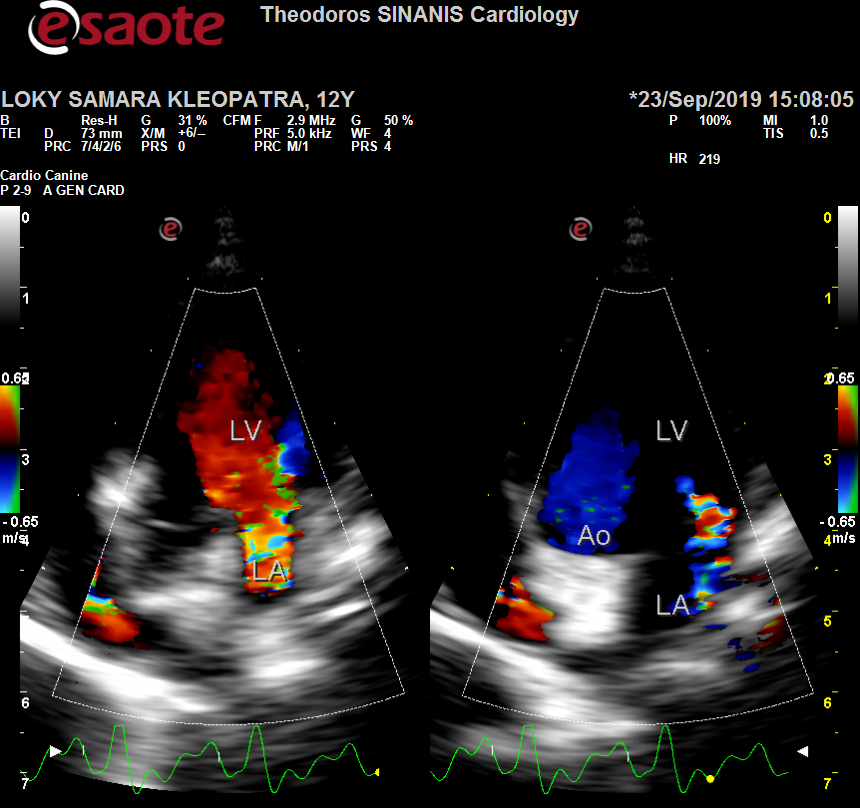 esaote
Theodoros SINANIS Cardiology
LOKY SAMARA KLEOPATRA, 12Y *23/Sep/2019 15:08:05
B Res-H G 31 % CFM F 2.9 MHz G 50 % P 100% MI 1.0
TEI D 73 mm X/M +6/-- PRF 5.0 kHz WF 4 TIS 0.5
PRC 7/4/2/6 PRS 0 PRC M/1 PRS 4
HR 219
Cardio Canine
P 2-9 A GEN CARD
e e
0 0
1 1
0.65 2 0.65
LV LV
3 3
-0.65 -0.65
m/s 4 Ao 4 m/s
LA LA
5
6 6
7 7